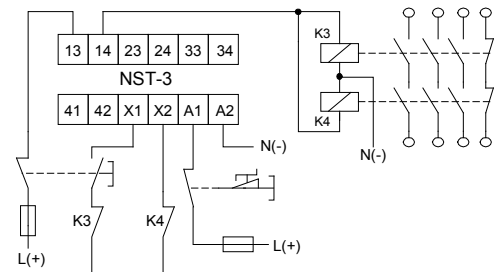 K3
13 14 23 24 33 34
NST-3
K4
41 42 X1 X2 A1 A2
N(-)
N(-)
K3
K4
L(+)
L(+)